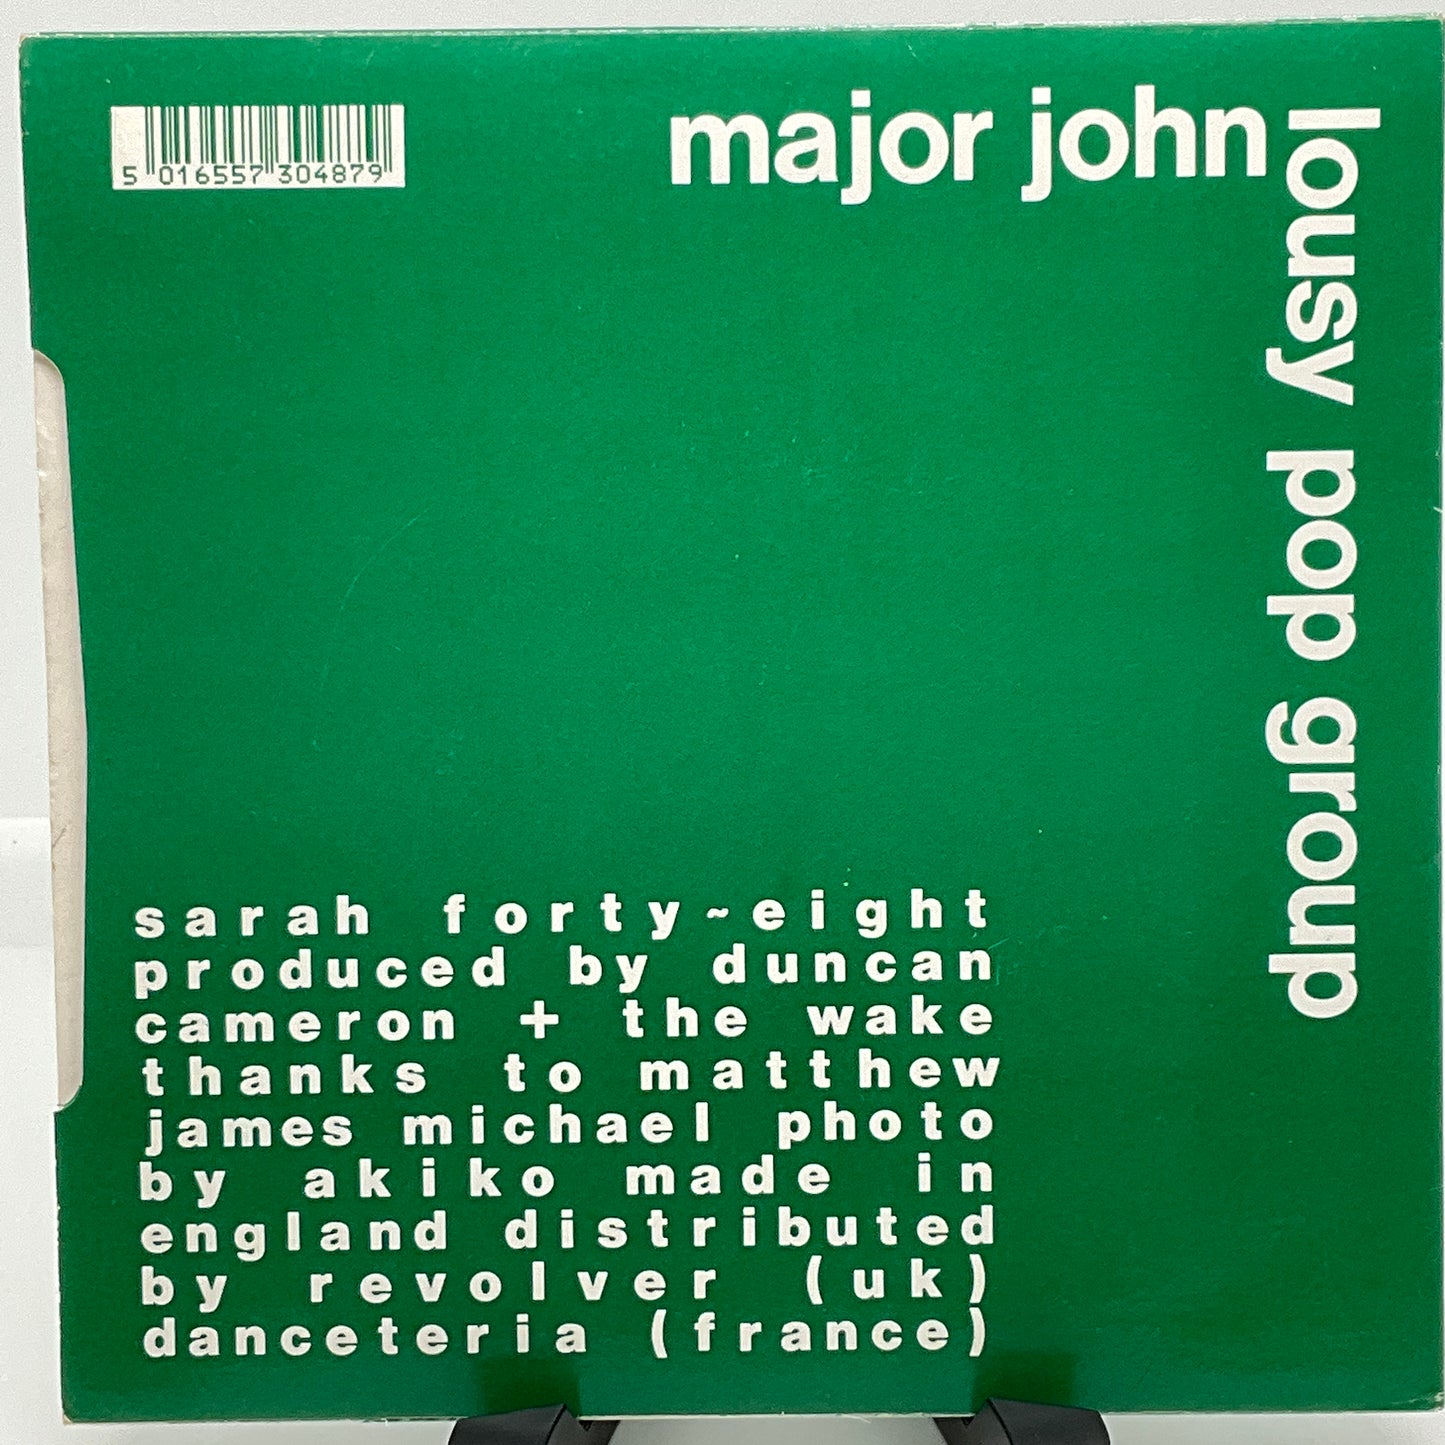 5 016557 304879
major john
lousy pop group
sarah forty~eight
produced by duncan
cameron + the wake
thanks to matthew
james michael photo
by akiko made in
england distributed
by revolver (uk)
danceteria (france)